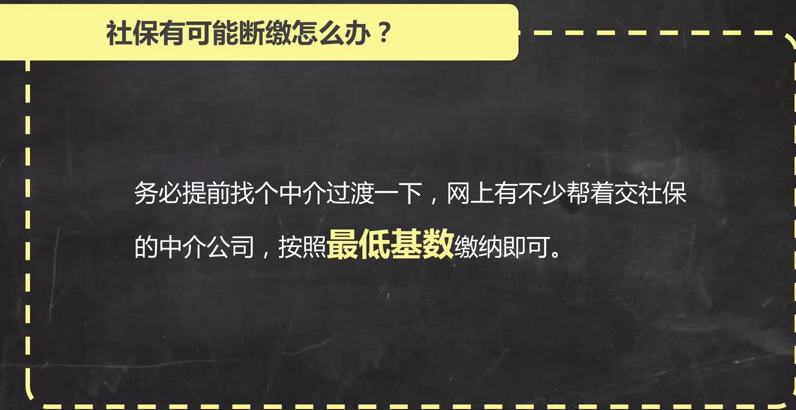 社保有可能断缴怎么办？
务必提前找个中介过渡一下，网上有不少帮着交社保
的中介公司，按照最低基数缴纳即可。